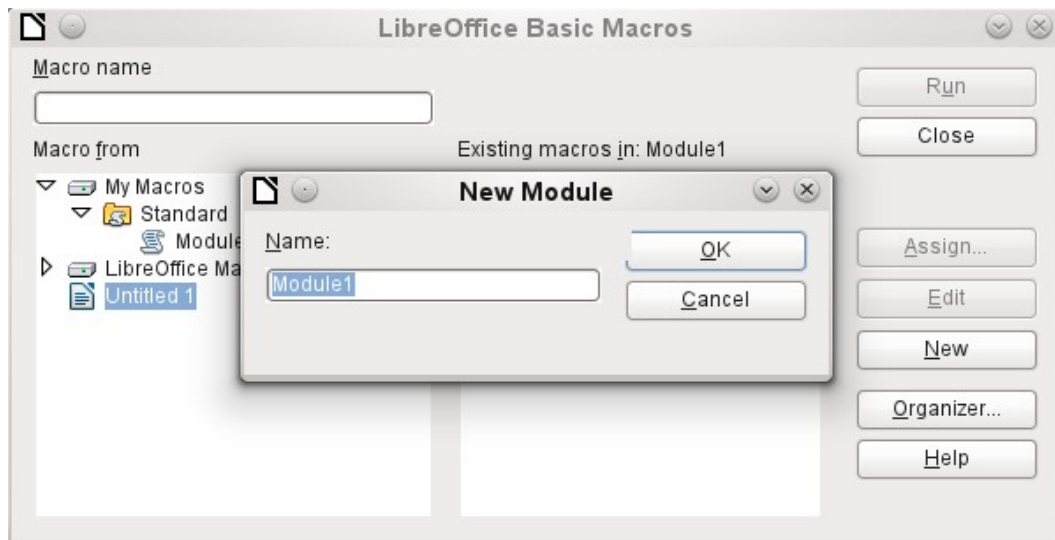 LibreOffice Basic Macros
Macro name
Run
Close
Macro from
Existing macros in: Module1
My Macros
Standard
Module
LibreOffice Ma
Untitled 1
New Module
Name:
Module1
OK
Cancel
Assign...
Edit
New
Organizer...
Help